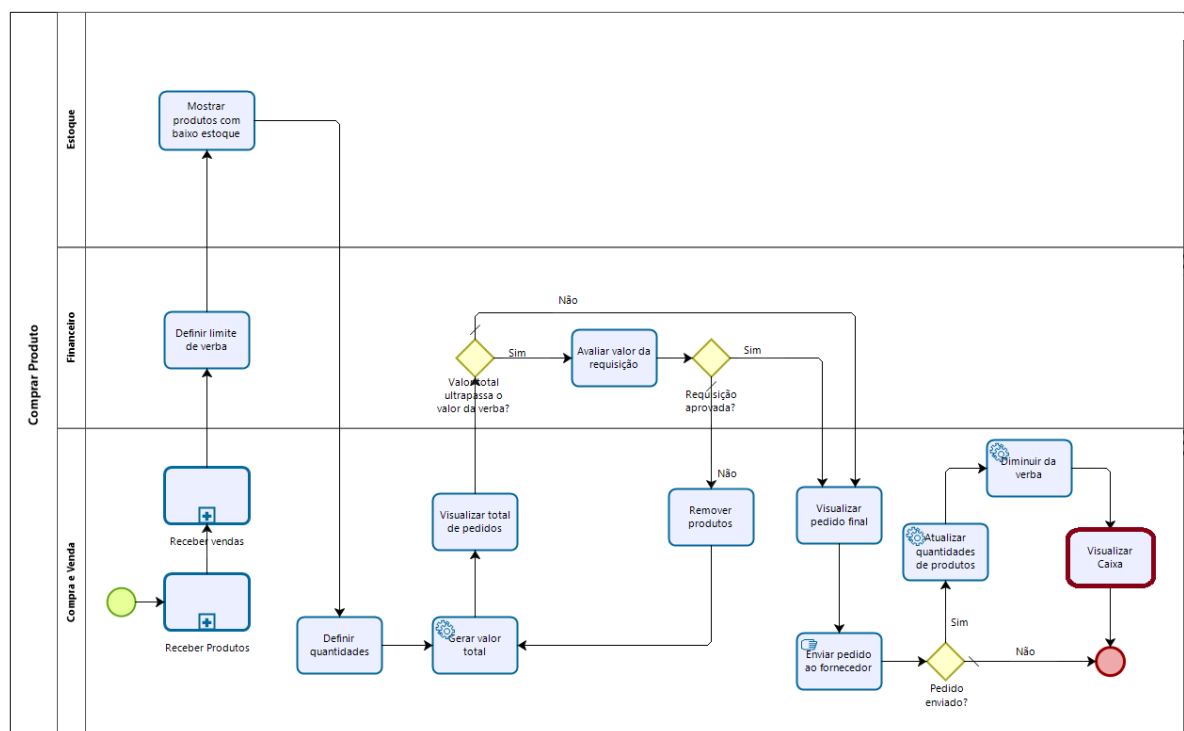 Comprar Produto
Estoque
Mostrar
produtos com
baixo estoque
Financeiro
Definir limite
de verba
Não
Valor total
ultrapassa o
valor da verba?
Sim
Avaliar valor da
requisição
Requisição
aprovada?
Sim
Compra e Venda
Receber vendas
Receber Produtos
Definir
quantidades
Gerar valor
total
Visualizar total
de pedidos
Não
Remover
produtos
Visualizar
pedido final
Enviar pedido
ao fornecedor
Pedido
enviado?
Sim
Não
Atualizar
quantidades
de produtos
Diminuir da
verba
Visualizar
Caixa